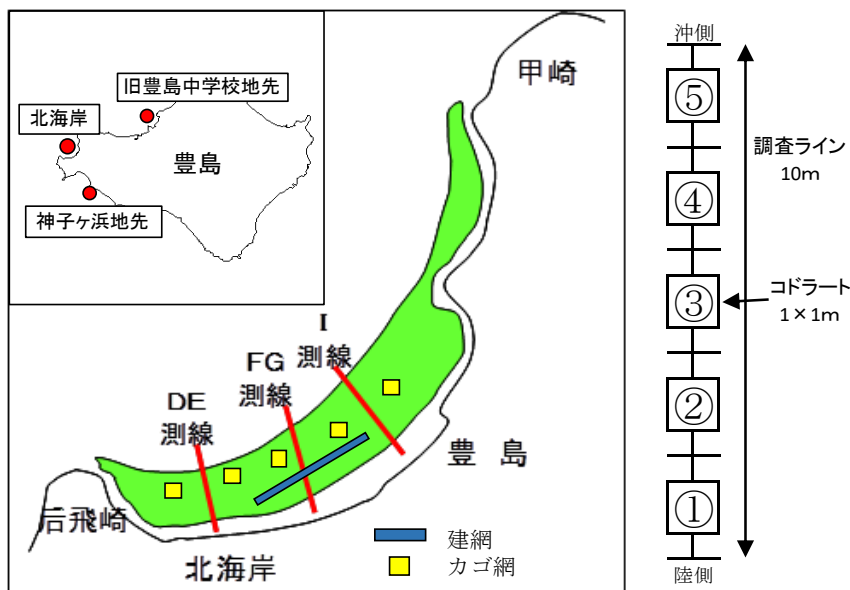 旧豊島中学校地先
北海岸
豊島
神子ヶ浜地先
甲崎
I
測線
FG
測線
DE
測線
豊島
后飛崎
北海岸
建網
カゴ網
沖側
⑤
④
③
②
①
陸側
調査ライン
10m
コドラート
1×1m